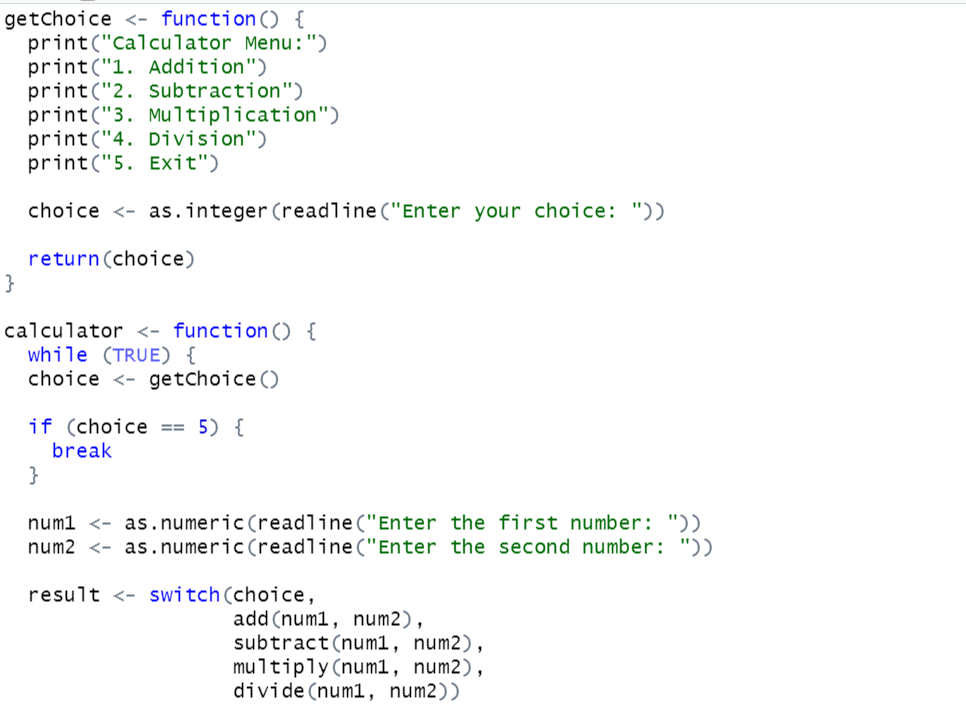 getChoice <- function() {
  print("Calculator Menu:")
  print("1. Addition")
  print("2. Subtraction")
  print("3. Multiplication")
  print("4. Division")
  print("5. Exit")

  choice <- as.integer(readline("Enter your choice: "))

  return(choice)
}

calculator <- function() {
  while (TRUE) {
  choice <- getChoice()

  if (choice == 5) {
    break
  }

  num1 <- as.numeric(readline("Enter the first number: "))
  num2 <- as.numeric(readline("Enter the second number: "))

  result <- switch(choice,
                   add(num1, num2),
                   subtract(num1, num2),
                   multiply(num1, num2),
                   divide(num1, num2))